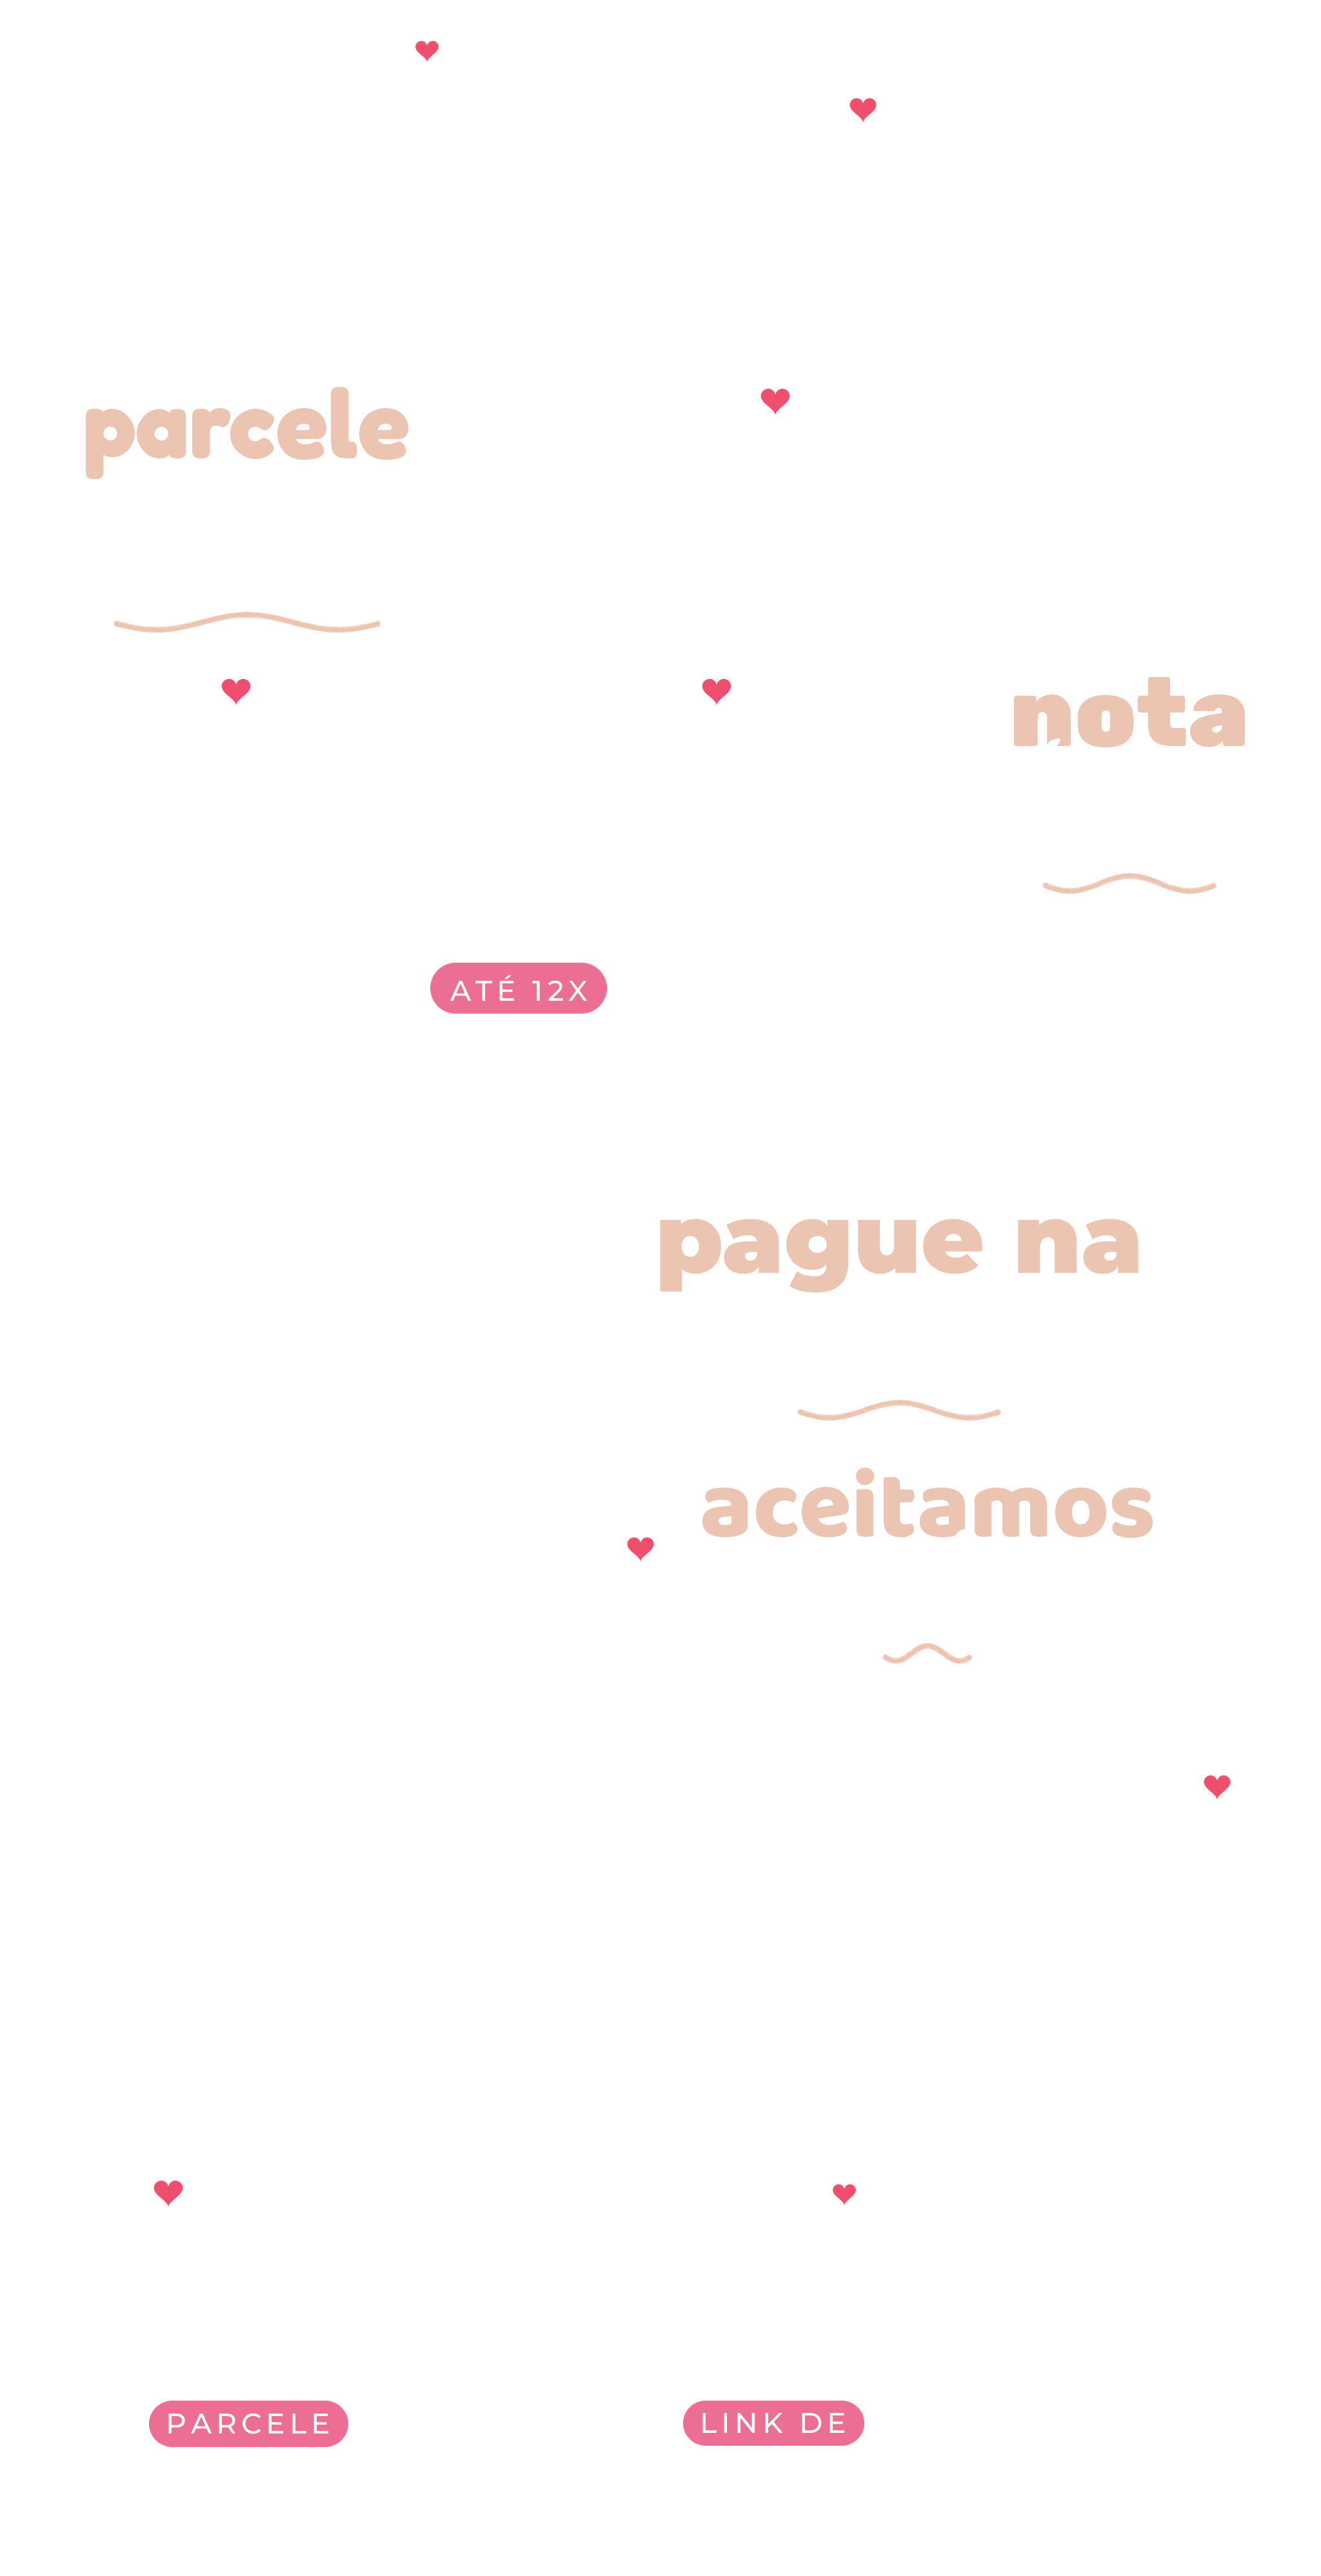 parcele
nota
ATÉ 12X
pague na
aceitamos
PARCELE
LINK DE